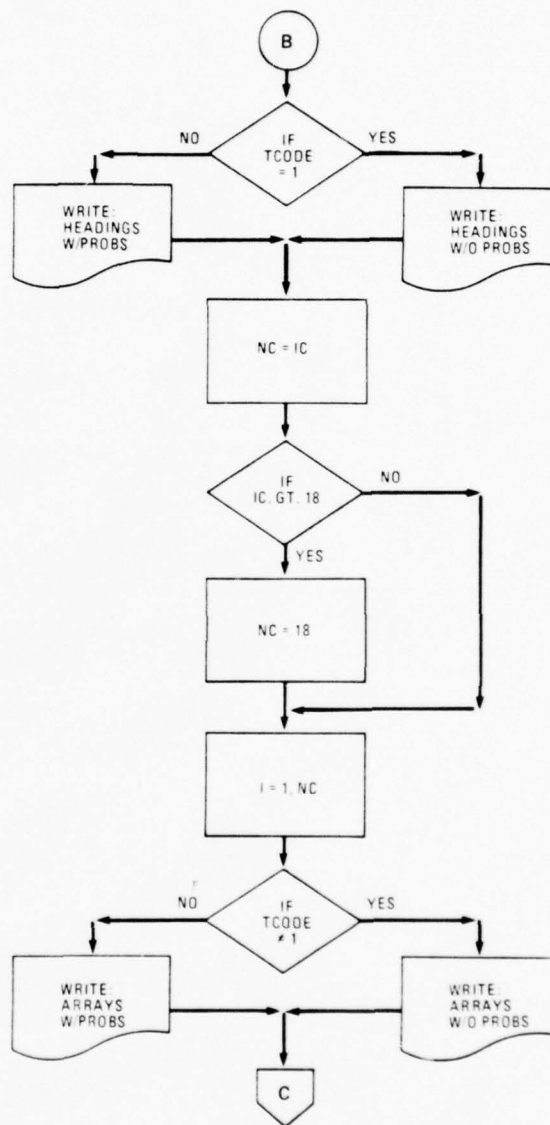 B
IF
TCODE
= 1
NO
YES
WRITE:
HEADINGS
W/PROBS
WRITE:
HEADINGS
W/O PROBS
NC = IC
IF
IC. GT. 18
NO
YES
NC = 18
I = 1, NC
IF
TCODE
≠ 1
NO
YES
WRITE:
ARRAYS
W/PROBS
WRITE:
ARRAYS
W/O PROBS
C